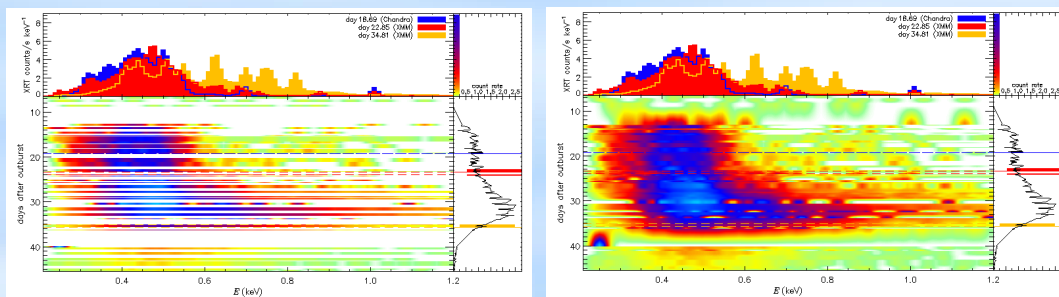 XRT counts/s keV⁻¹
8
6
4
2
0
day 18.69 (Chandra)
day 22.85 (XMM)
day 34.81 (XMM)
count rate
0.5 1.0 1.5 2.0 2.5
days after outburst
10
20
30
40
0.4 0.6 0.8 1.0 1.2
E (keV)
XRT counts/s keV⁻¹
8
6
4
2
0
day 18.69 (Chandra)
day 22.85 (XMM)
day 34.81 (XMM)
count rate
0.5 1.0 1.5 2.0 2.5
days after outburst
10
20
30
40
0.4 0.6 0.8 1.0 1.2
E (keV)